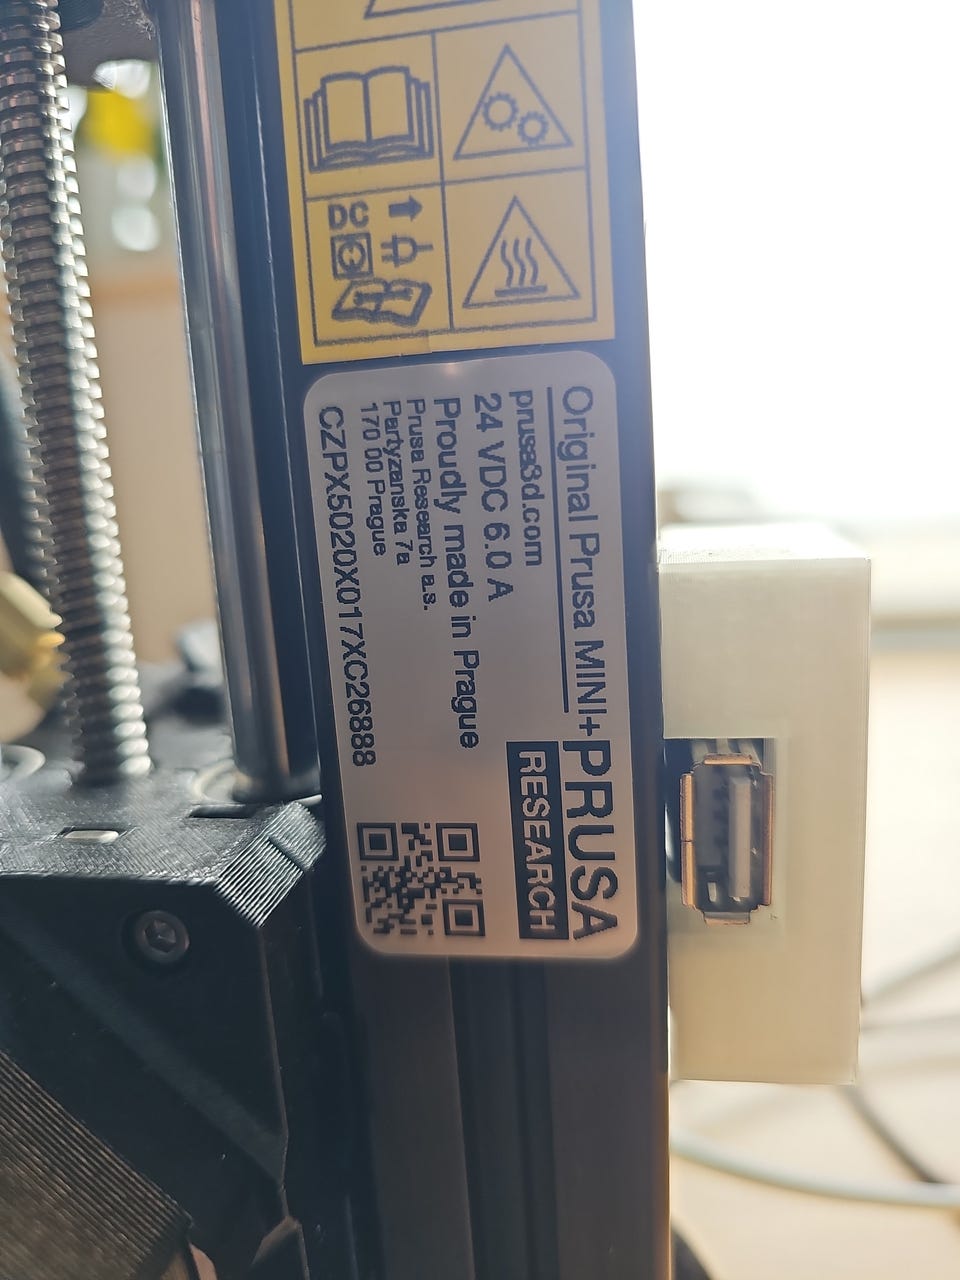 DC
Original Prusa MINI+
prusa3d.com
24 VDC 6.0 A
Proudly made in Prague
Prusa Research a.s.
Partyzanska 7a
170 00 Prague
CZPX5020X017XC26888
PRUSA
RESEARCH